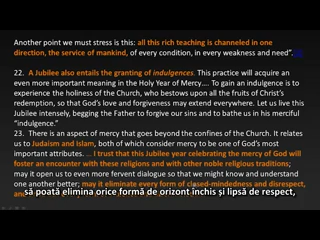 Another point we must stress is this: all this rich teaching is channeled in one
direction, the service of mankind, of every condition, in every weakness and need”.
22. A Jubilee also entails the granting of indulgences. This practice will acquire an
even more important meaning in the Holy Year of Mercy.... To gain an indulgence is to
experience the holiness of the Church, who bestows upon all the fruits of Christ’s
redemption, so that God’s love and forgiveness may extend everywhere. Let us live this
Jubilee intensely, begging the Father to forgive our sins and to bathe us in his merciful
“indulgence.”
23. There is an aspect of mercy that goes beyond the confines of the Church. It relates
us to Judaism and Islam, both of which consider mercy to be one of God’s most
important attributes. ... I trust that this Jubilee year celebrating the mercy of God will
foster an encounter with these religions and with other noble religious traditions; may
it open us to even more fervent dialogue so that we might know and understand
one another better; may it eliminate every form of closed-mindedness and disrespect,
and
să poată elimina orice formă de orizont închis și lipsă de respect,